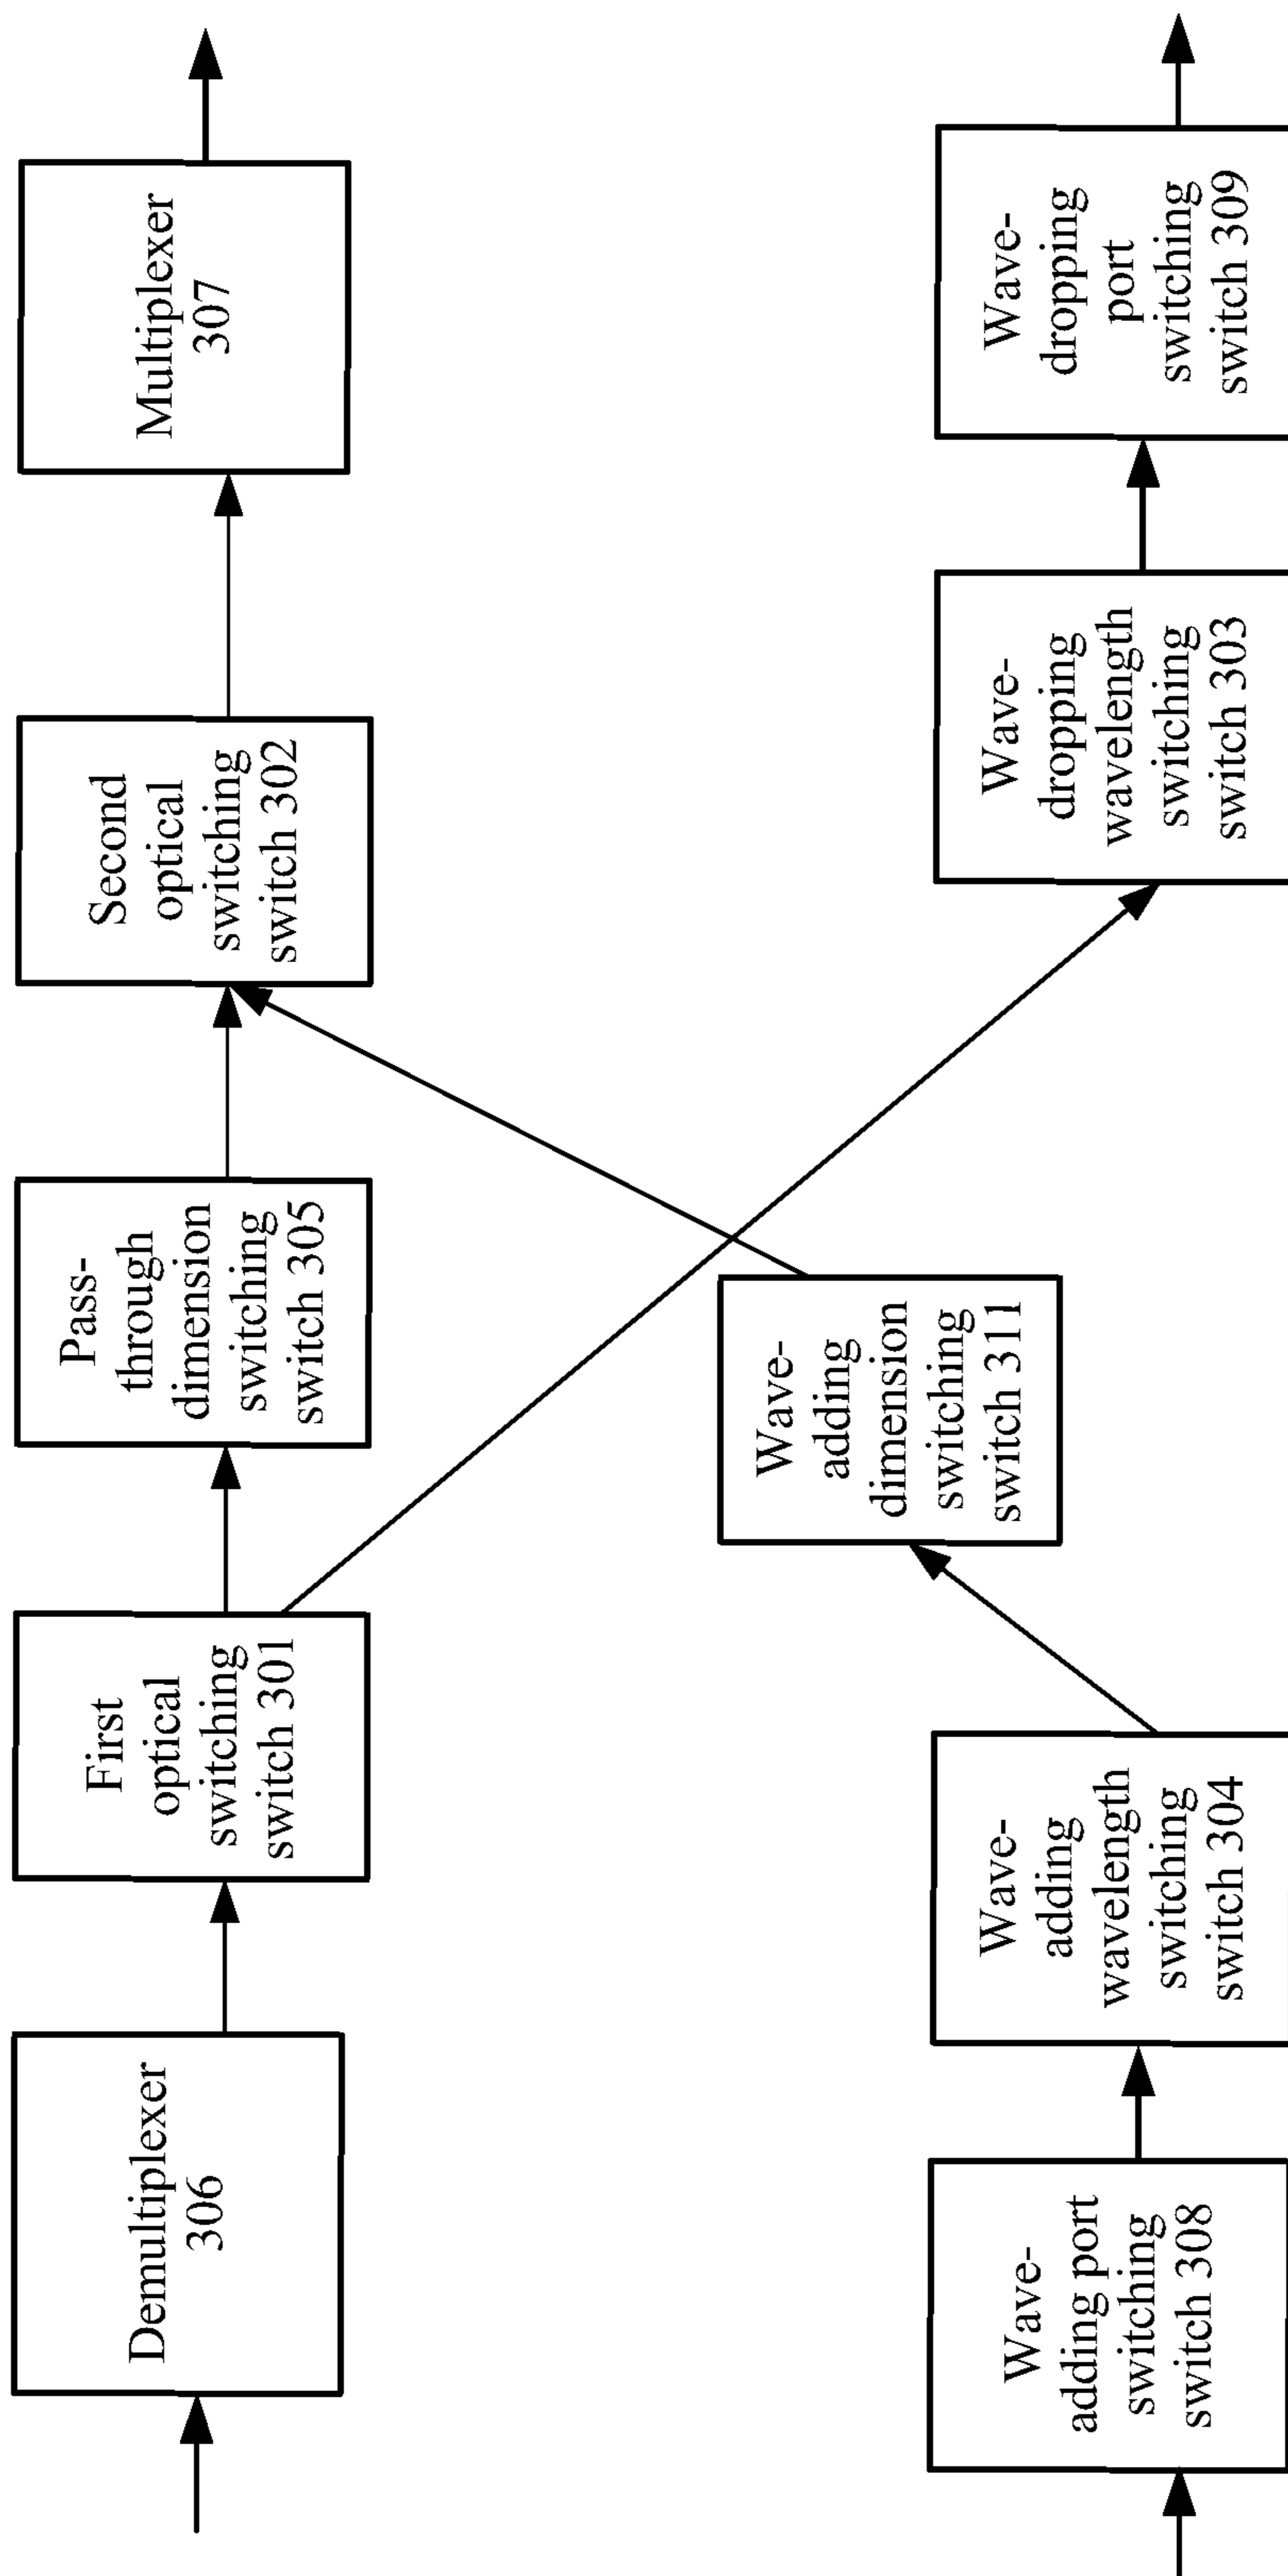 Demultiplexer
306
First
optical
switching
switch 301
Pass-
through
dimension
switching
switch 305
Second
optical
switching
switch 302
Multiplexer
307
Wave-
adding
dimension
switching
switch 311
Wave-
adding port
switching
switch 308
Wave-
adding
wavelength
switching
switch 304
Wave-
dropping
wavelength
switching
switch 303
Wave-
dropping
port
switching
switch 309